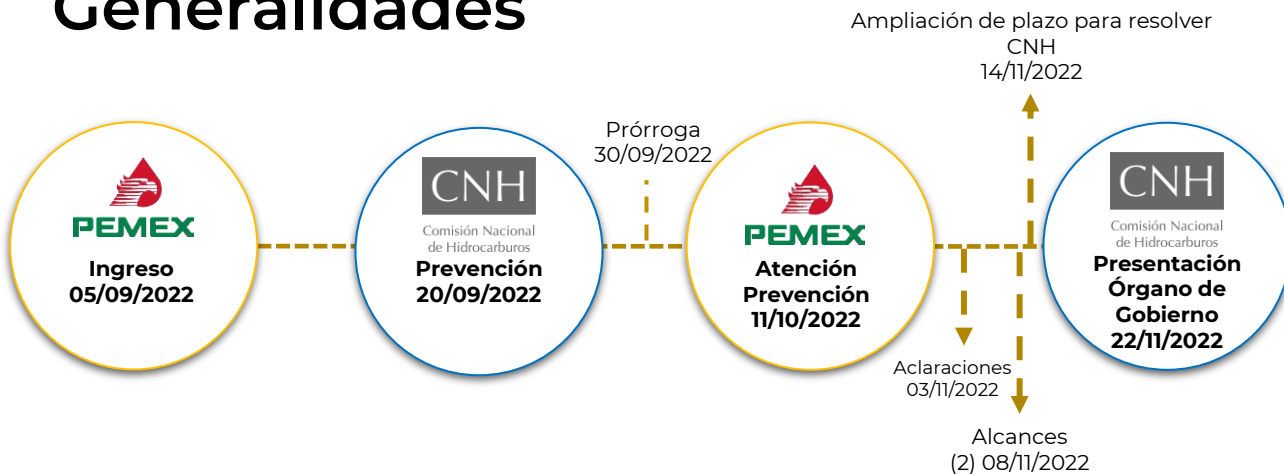 Generalidades
Ampliación de plazo para resolver
CNH
14/11/2022
PEMEX
Ingreso
05/09/2022
CNH
Comisión Nacional
de Hidrocarburos
Prevención
20/09/2022
Prórroga
30/09/2022
PEMEX
Atención
Prevención
11/10/2022
Aclaraciones
03/11/2022
Alcances
(2) 08/11/2022
CNH
Comisión Nacional
de Hidrocarburos
Presentación
Órgano de
Gobierno
22/11/2022